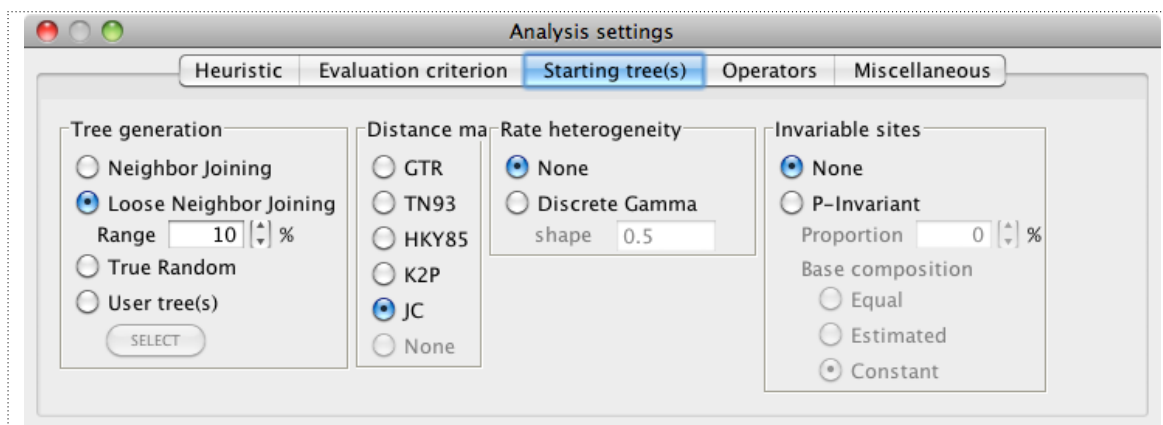 Analysis settings
Heuristic
Evaluation criterion
Starting tree(s)
Operators
Miscellaneous
Tree generation
Neighbor Joining
Loose Neighbor Joining
Range 10 %
True Random
User tree(s)
SELECT
Distance ma
GTR
TN93
HKY85
K2P
JC
None
Rate heterogeneity
None
Discrete Gamma
shape 0.5
Invariable sites
None
P-Invariant
Proportion 0 %
Base composition
Equal
Estimated
Constant